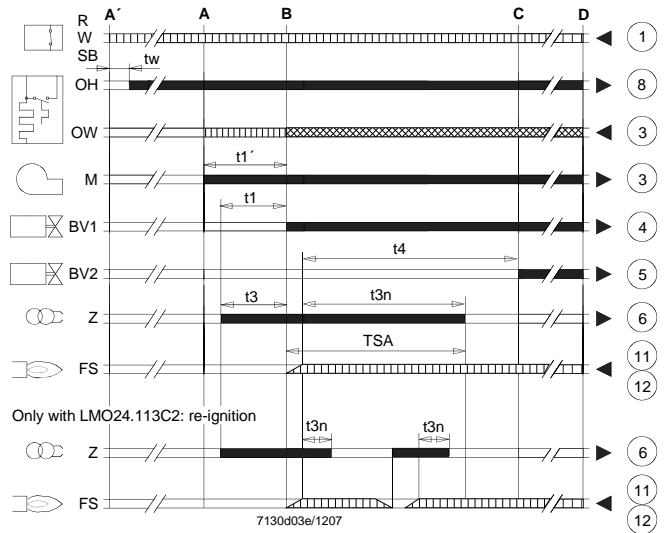 A´ A B C D
R
W 1
SB tw
OH 8
OW 3
t1´
M 3
t1
BV1 4
t4
BV2 5
t3 t3n
Z 6
TSA
FS 11
12
Only with LMO24.113C2: re-ignition
t3n t3n
Z 6
FS 11
12
7130d03e/1207